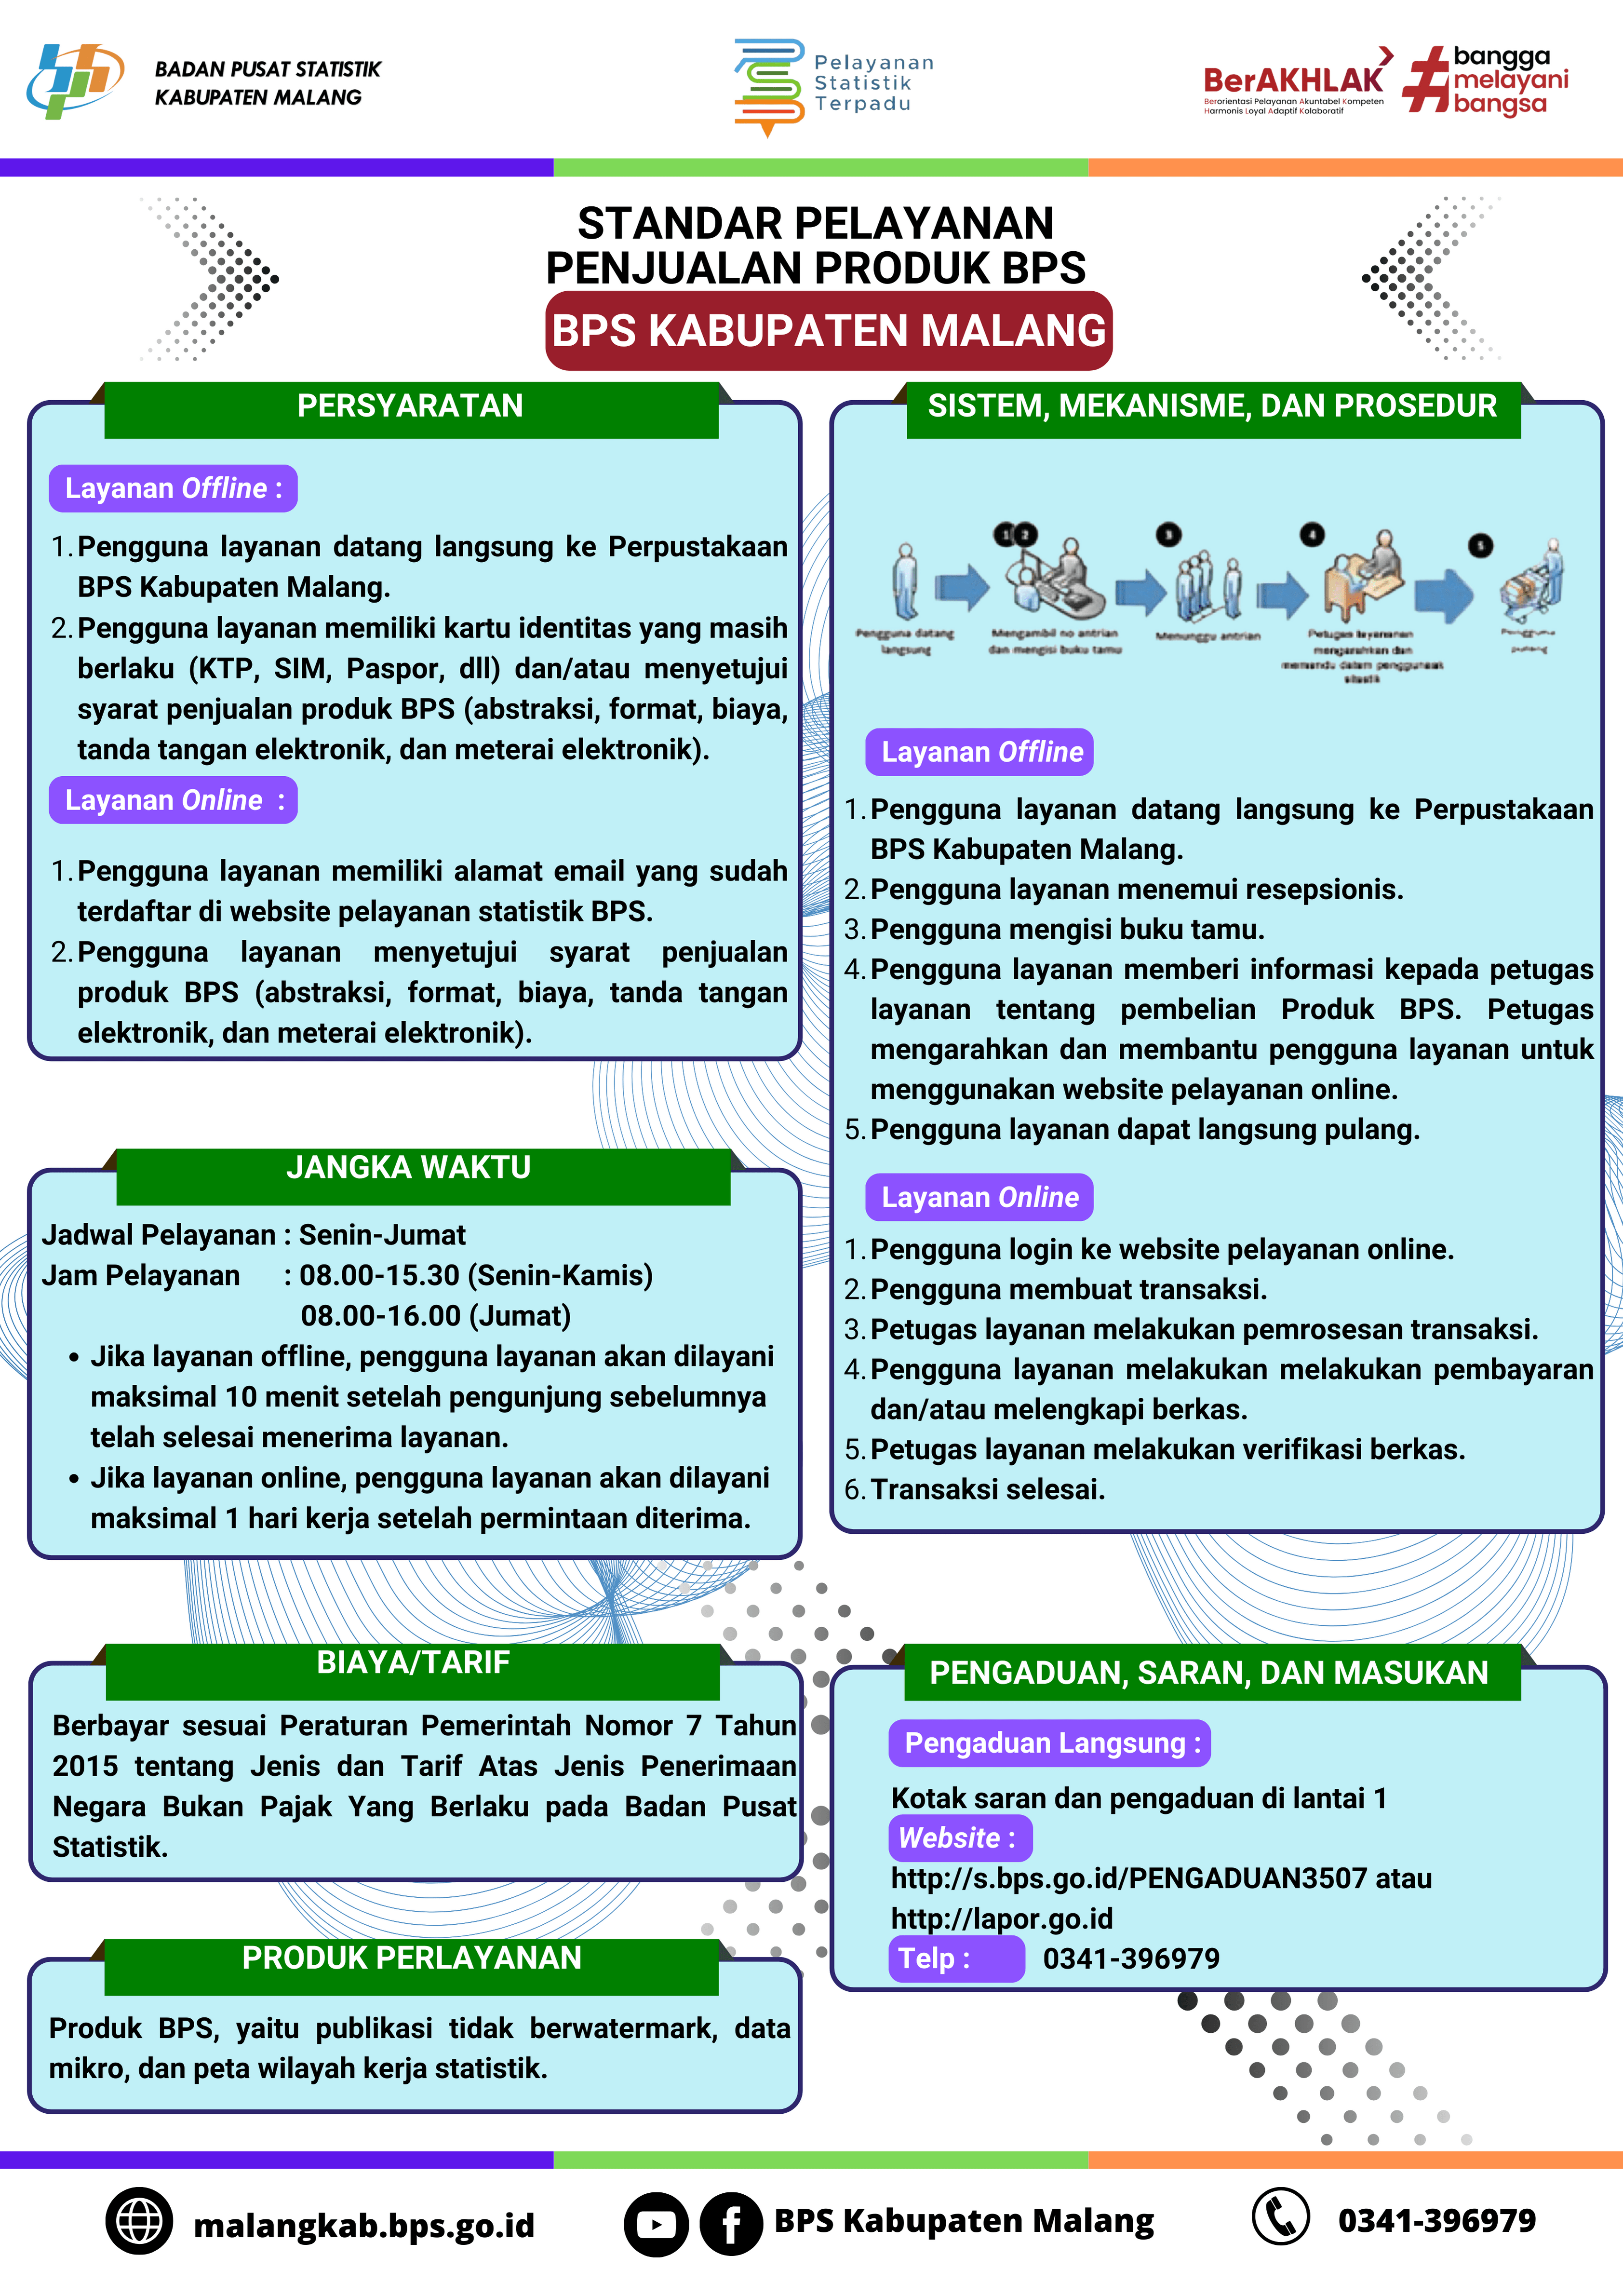 BADAN PUSAT STATISTIK
KABUPATEN MALANG
Pelayanan
Statistik
Terpadu
BerAKHLAK
Berorientasi Pelayanan Akuntabel Kompeten
Harmonis Loyal Adaptif Kolaboratif
#
bangga
melayani
bangsa
STANDAR PELAYANAN
PENJUALAN PRODUK BPS
BPS KABUPATEN MALANG
PERSYARATAN
Layanan Offline :
1. Pengguna layanan datang langsung ke Perpustakaan
BPS Kabupaten Malang.
2. Pengguna layanan memiliki kartu identitas yang masih
berlaku (KTP, SIM, Paspor, dll) dan/atau menyetujui
syarat penjualan produk BPS (abstraksi, format, biaya,
tanda tangan elektronik, dan meterai elektronik).
Layanan Online :
1. Pengguna layanan memiliki alamat email yang sudah
terdaftar di website pelayanan statistik BPS.
2. Pengguna layanan menyetujui syarat penjualan
produk BPS (abstraksi, format, biaya, tanda tangan
elektronik, dan meterai elektronik).
JANGKA WAKTU
Jadwal Pelayanan : Senin-Jumat
Jam Pelayanan : 08.00-15.30 (Senin-Kamis)
08.00-16.00 (Jumat)
• Jika layanan offline, pengguna layanan akan dilayani
maksimal 10 menit setelah pengunjung sebelumnya
telah selesai menerima layanan.
• Jika layanan online, pengguna layanan akan dilayani
maksimal 1 hari kerja setelah permintaan diterima.
BIAYA/TARIF
Berbayar sesuai Peraturan Pemerintah Nomor 7 Tahun
2015 tentang Jenis dan Tarif Atas Jenis Penerimaan
Negara Bukan Pajak Yang Berlaku pada Badan Pusat
Statistik.
PRODUK PERLAYANAN
Produk BPS, yaitu publikasi tidak berwatermark, data
mikro, dan peta wilayah kerja statistik.
SISTEM, MEKANISME, DAN PROSEDUR
1 2 3 4 5
Pengguna datang
langsung
Mengambil no antrian
dan mengisi buku tamu
Menunggu antrian
Petugas layanan
mengarahkan dan
memandu dalam penggunaan
Pengguna
pulang
Layanan Offline
1. Pengguna layanan datang langsung ke Perpustakaan
BPS Kabupaten Malang.
2. Pengguna layanan menemui resepsionis.
3. Pengguna mengisi buku tamu.
4. Pengguna layanan memberi informasi kepada petugas
layanan tentang pembelian Produk BPS. Petugas
mengarahkan dan membantu pengguna layanan untuk
menggunakan website pelayanan online.
5. Pengguna layanan dapat langsung pulang.
Layanan Online
1. Pengguna login ke website pelayanan online.
2. Pengguna membuat transaksi.
3. Petugas layanan melakukan pemrosesan transaksi.
4. Pengguna layanan melakukan melakukan pembayaran
dan/atau melengkapi berkas.
5. Petugas layanan melakukan verifikasi berkas.
6. Transaksi selesai.
PENGADUAN, SARAN, DAN MASUKAN
Pengaduan Langsung :
Kotak saran dan pengaduan di lantai 1
Website :
http://s.bps.go.id/PENGADUAN3507 atau
http://lapor.go.id
Telp : 0341-396979
malangkab.bps.go.id
BPS Kabupaten Malang
0341-396979